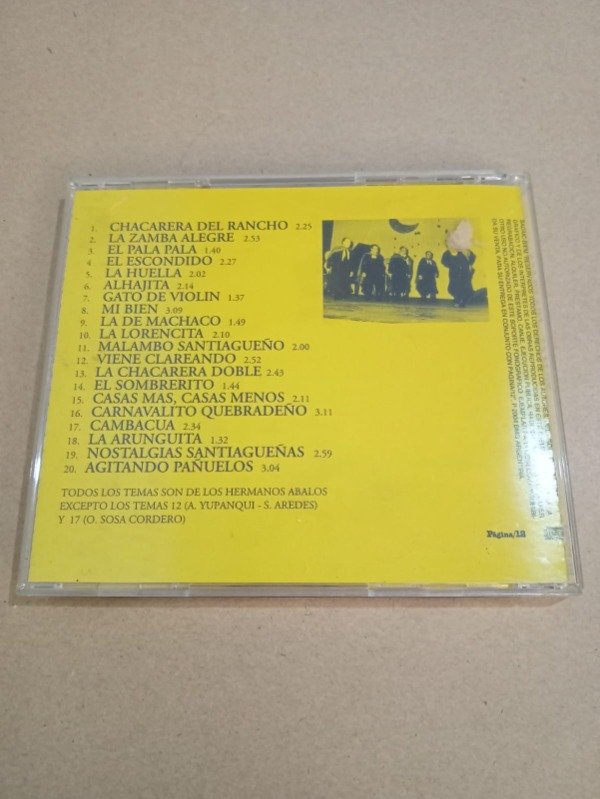 1. CHACARERA DEL RANCHO 2.25
2. LA ZAMBA ALEGRE 2.53
3. EL PALA PALA 1.40
4. EL ESCONDIDO 2.27
5. LA HUELLA 2.02
6. ALHAJITA 2.14
7. GATO DE VIOLIN 1.37
8. MI BIEN 3.09
9. LA DE MACHACO 1.49
10. LA LORENCITA 2.10
11. MALAMBO SANTIAGUEÑO 2.00
12. VIENE CLAREANDO 2.52
13. LA CHACARERA DOBLE 2.43
14. EL SOMBRERITO 1.44
15. CASAS MAS, CASAS MENOS 2.11
16. CARNAVALITO QUEBRADEÑO 3.11
17. CAMBACUA 2.34
18. LA ARUNGUITA 1.32
19. NOSTALGIAS SANTIAGUEÑAS 2.59
20. AGITANDO PAÑUELOS 3.04
TODOS LOS TEMAS SON DE LOS HERMANOS ABALOS
EXCEPTO LOS TEMAS 12 (A. YUPANQUI - S. AREDES)
Y 17 (O. SOSA CORDERO)
Página/12